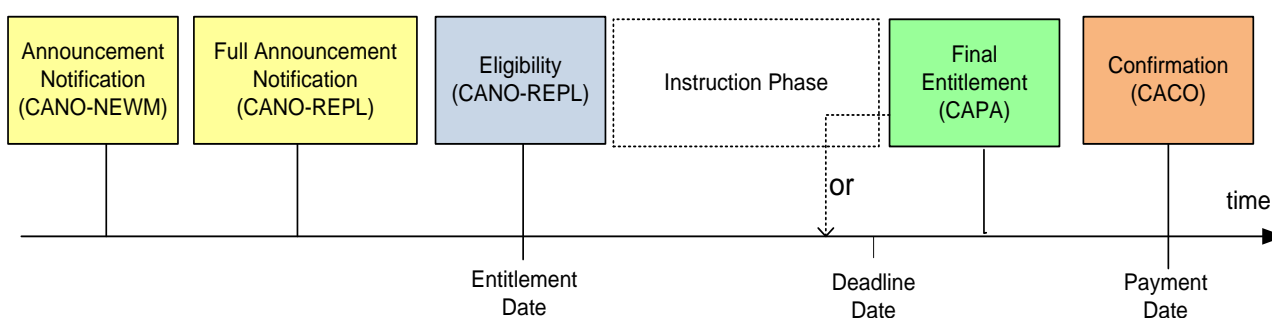 Announcement
Notification
(CANO-NEWM)
Full Announcement
Notification
(CANO-REPL)
Eligibility
(CANO-REPL)
Instruction Phase
Final
Entitlement
(CAPA)
Confirmation
(CACO)
or
time
Entitlement
Date
Deadline
Date
Payment
Date